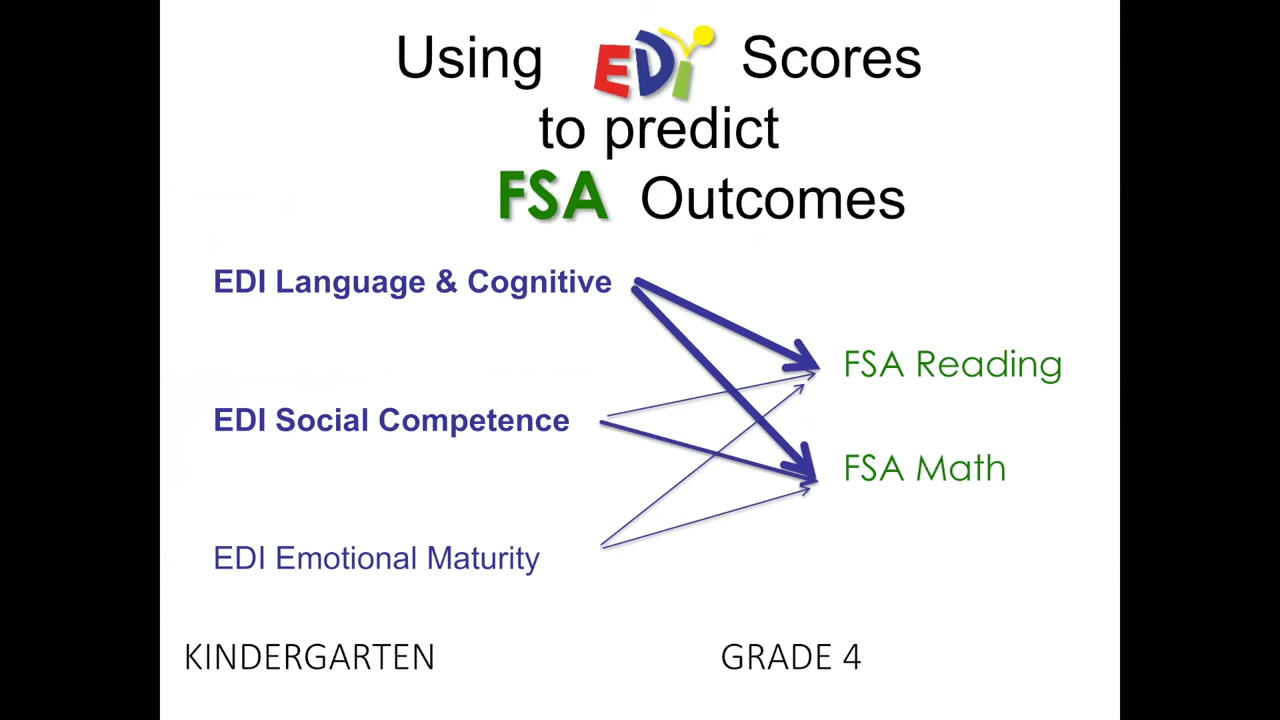 Using EDI Scores
to predict
FSA Outcomes
EDI Language & Cognitive
FSA Reading
EDI Social Competence
FSA Math
EDI Emotional Maturity
KINDERGARTEN
GRADE 4